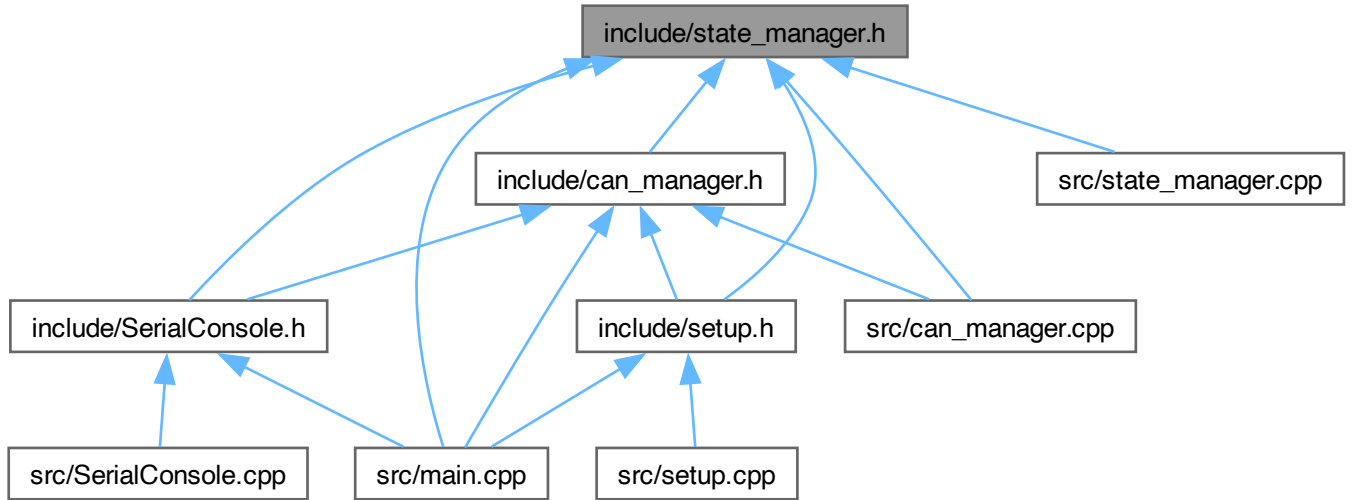 include/state_manager.h
include/can_manager.h
src/state_manager.cpp
include/SerialConsole.h
include/setup.h
src/can_manager.cpp
src/SerialConsole.cpp
src/main.cpp
src/setup.cpp